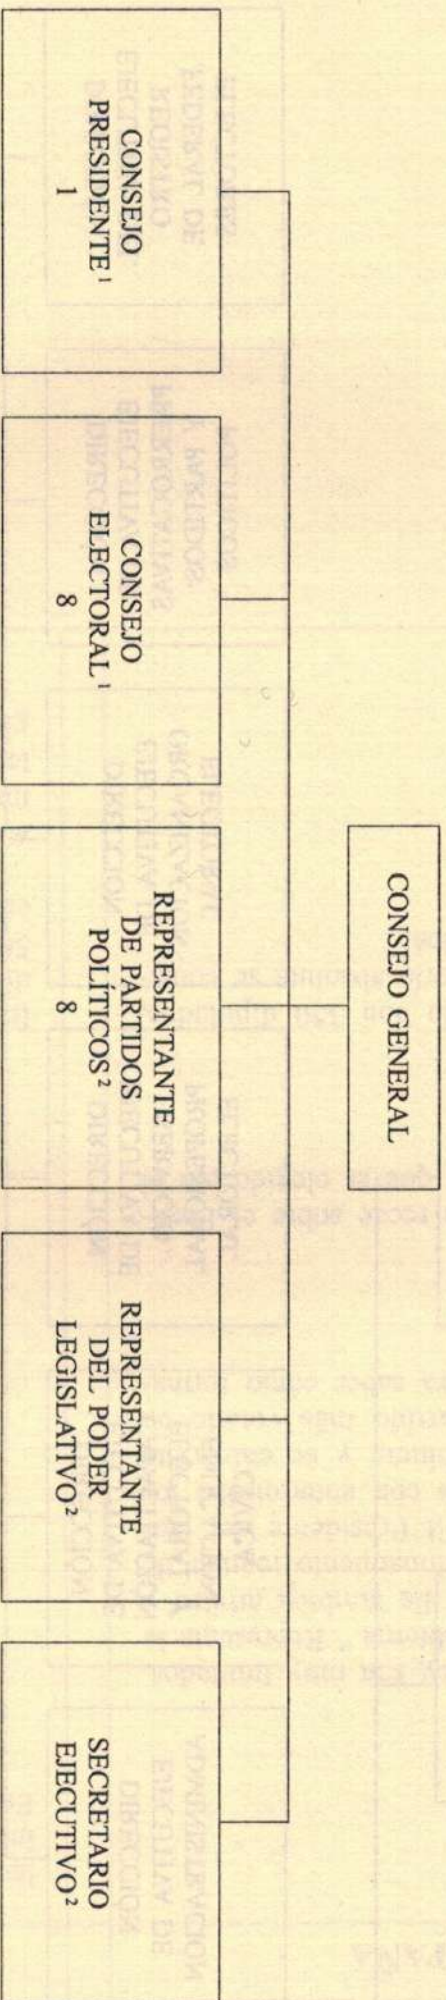 CONSEJO GENERAL
CONSEJO
PRESIDENTE ¹
1
CONSEJO
ELECTORAL ¹
8
REPRESENTANTE
DE PARTIDOS
POLÍTICOS ²
8
REPRESENTANTE
DEL PODER
LEGISLATIVO ²
SECRETARIO
EJECUTIVO ²